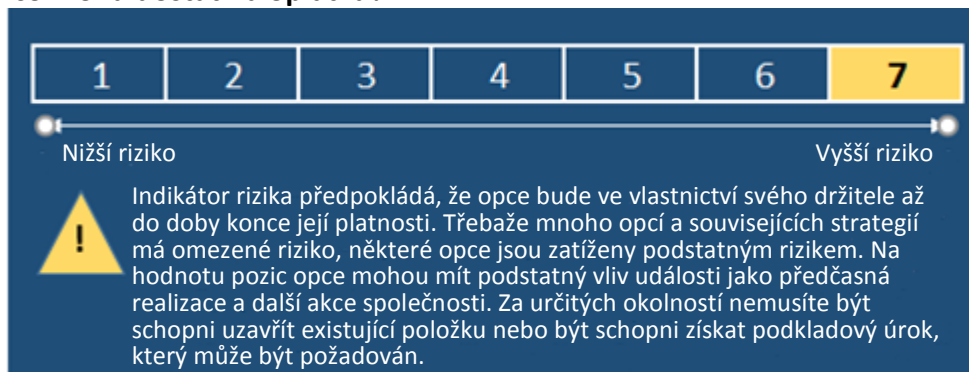 1 2 3 4 5 6 7
Nižší riziko Vyšší riziko
! Indikátor rizika předpokládá, že opce bude ve vlastnictví svého držitele až
do doby konce její platnosti. Třebaže mnoho opcí a souvisejících strategií
má omezené riziko, některé opce jsou zatíženy podstatným rizikem. Na
hodnotu pozic opce mohou mít podstatný vliv události jako předčasná
realizace a další akce společnosti. Za určitých okolností nemusíte být
schopni uzavřít existující položku nebo být schopni získat podkladový úrok,
který může být požadován.